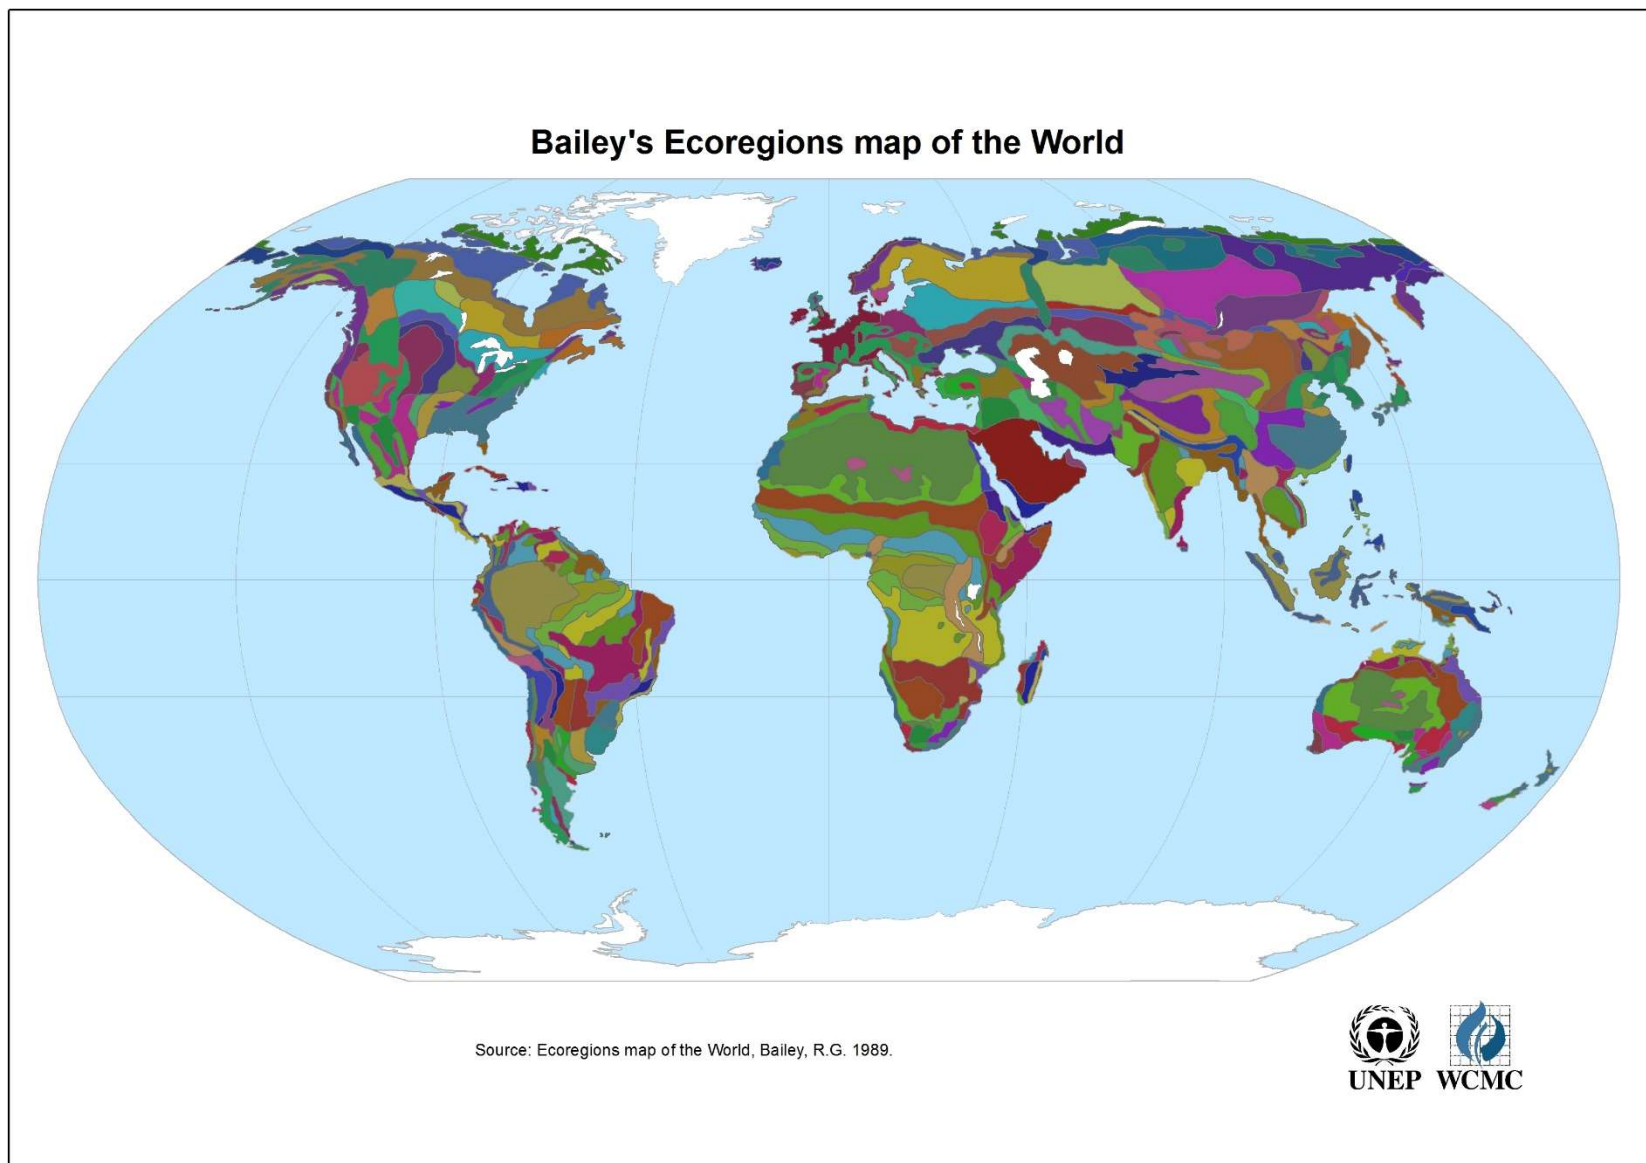 Bailey's Ecoregions map of the World
Source: Ecoregions map of the World, Bailey, R.G. 1989.
UNEP WCMC